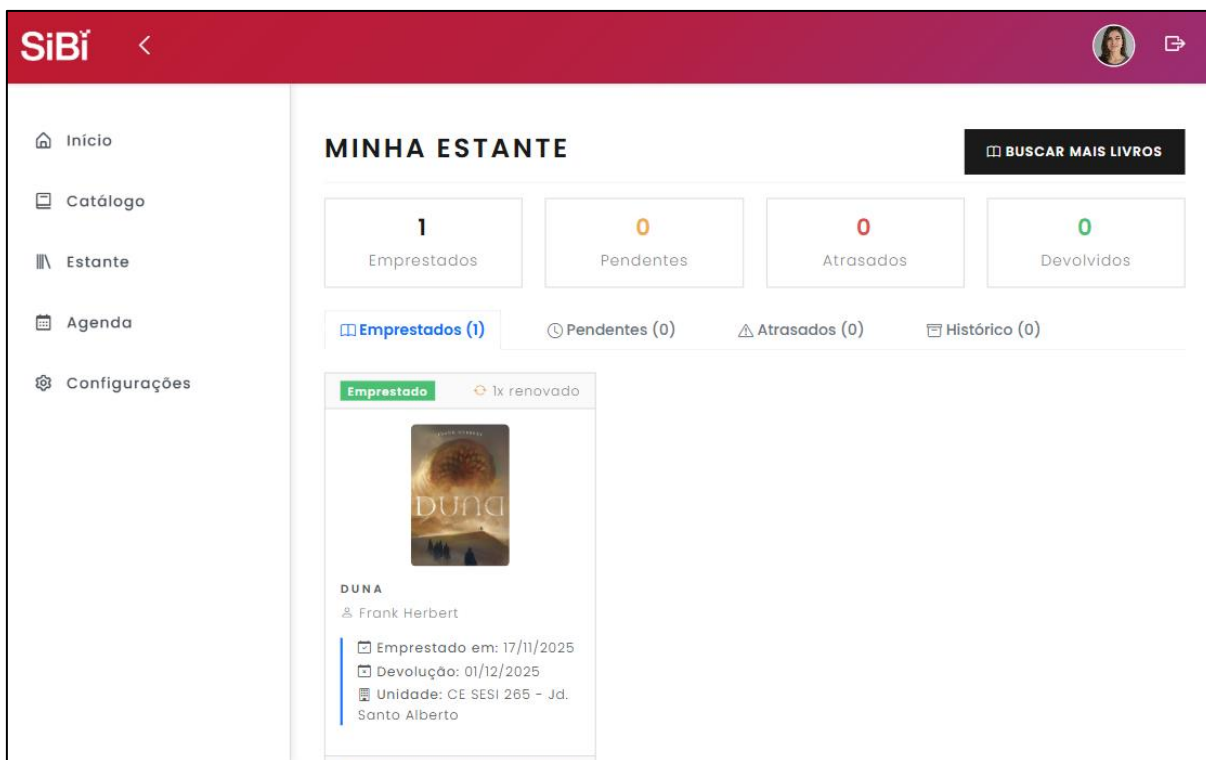 SiBi
Início
Catálogo
Estante
Agenda
Configurações
MINHA ESTANTE
BUSCAR MAIS LIVROS
1
Emprestados
0
Pendentes
0
Atrasados
0
Devolvidos
Emprestados (1)
Pendentes (0)
Atrasados (0)
Histórico (0)
Emprestado
1x renovado
DUNA
DUNA
Frank Herbert
Emprestado em: 17/11/2025
Devolução: 01/12/2025
Unidade: CE SESI 265 - Jd.
Santo Alberto